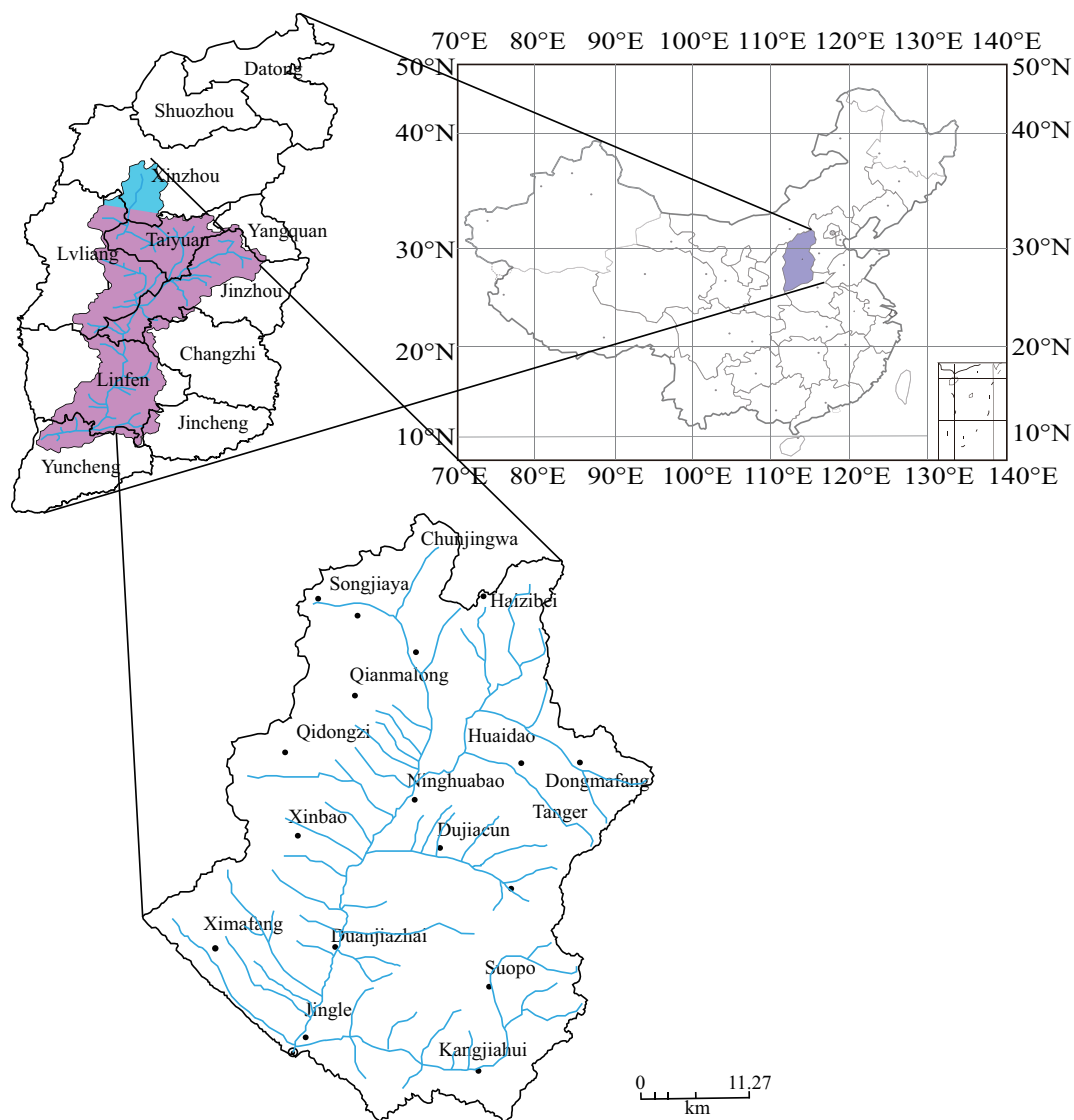 70°E 80°E 90°E 100°E 110°E 120°E 130°E 140°E
50°N 50°N
40°N 40°N
30°N 30°N
20°N 20°N
10°N 10°N
70°E 80°E 90°E 100°E 110°E 120°E 130°E 140°E
Datong
Shuozhou
Xinzhou
Taiyuan
Yangquan
Lvliang
Jinzhou
Changzhi
Linfen
Jincheng
Yuncheng
Chunjingwa
Songjiaya
Haizibei
Qianmalong
Qidongzi
Huaidao
Ninghuabao
Dongmafang
Xinbao
Tanger
Dujiacun
Ximafang
Duanjiazhai
Suopo
Jingle
Kangjiahui
0 11.27
km